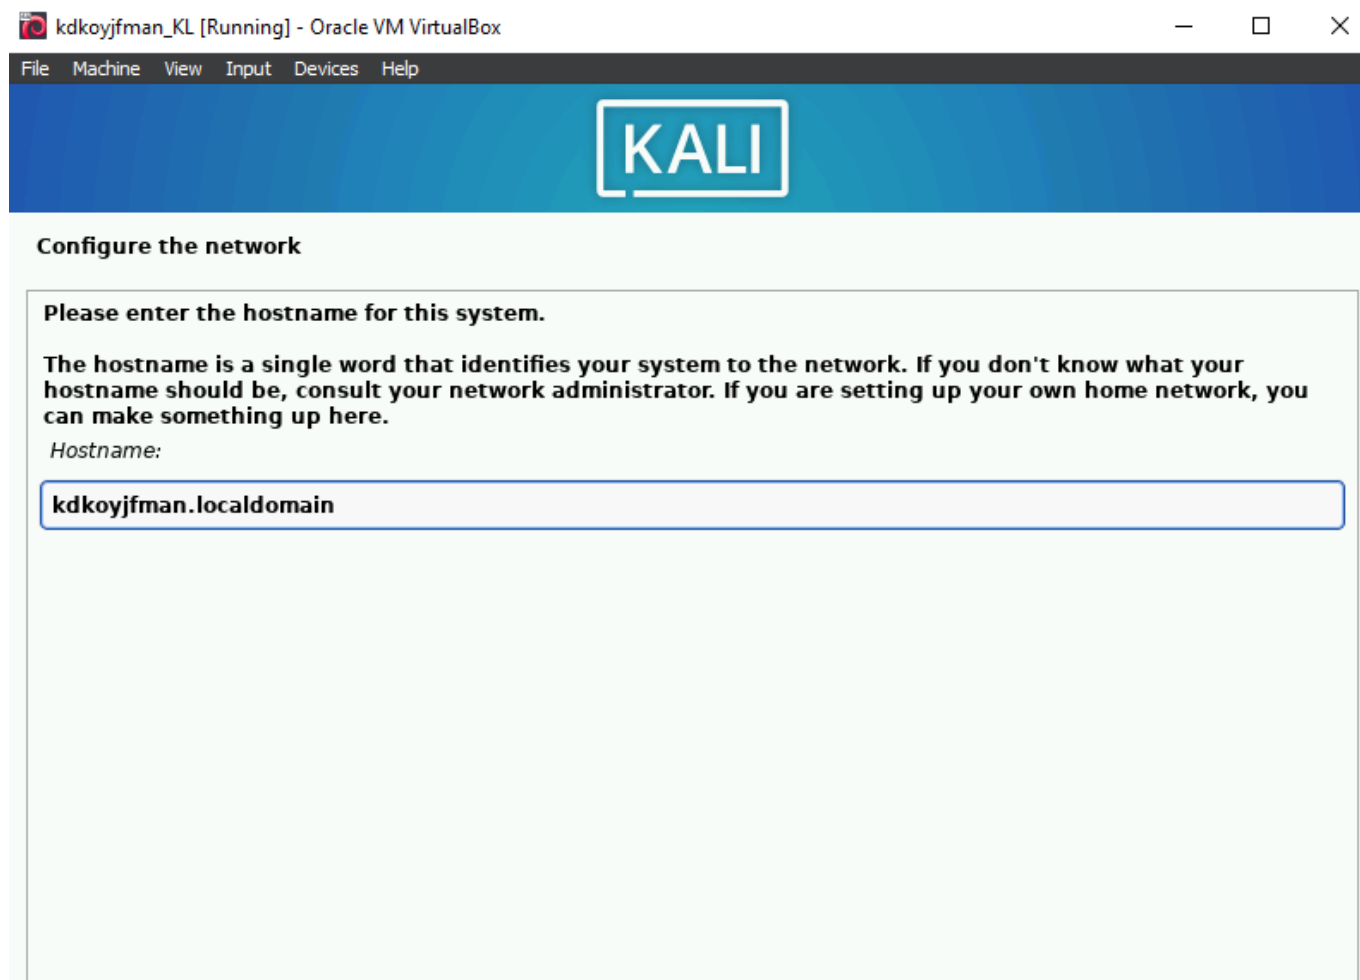 kdkoyjfman_KL [Running] - Oracle VM VirtualBox
File Machine View Input Devices Help
KALI
Configure the network
Please enter the hostname for this system.
The hostname is a single word that identifies your system to the network. If you don't know what your
hostname should be, consult your network administrator. If you are setting up your own home network, you
can make something up here.
Hostname:
kdkoyjfman.localdomain